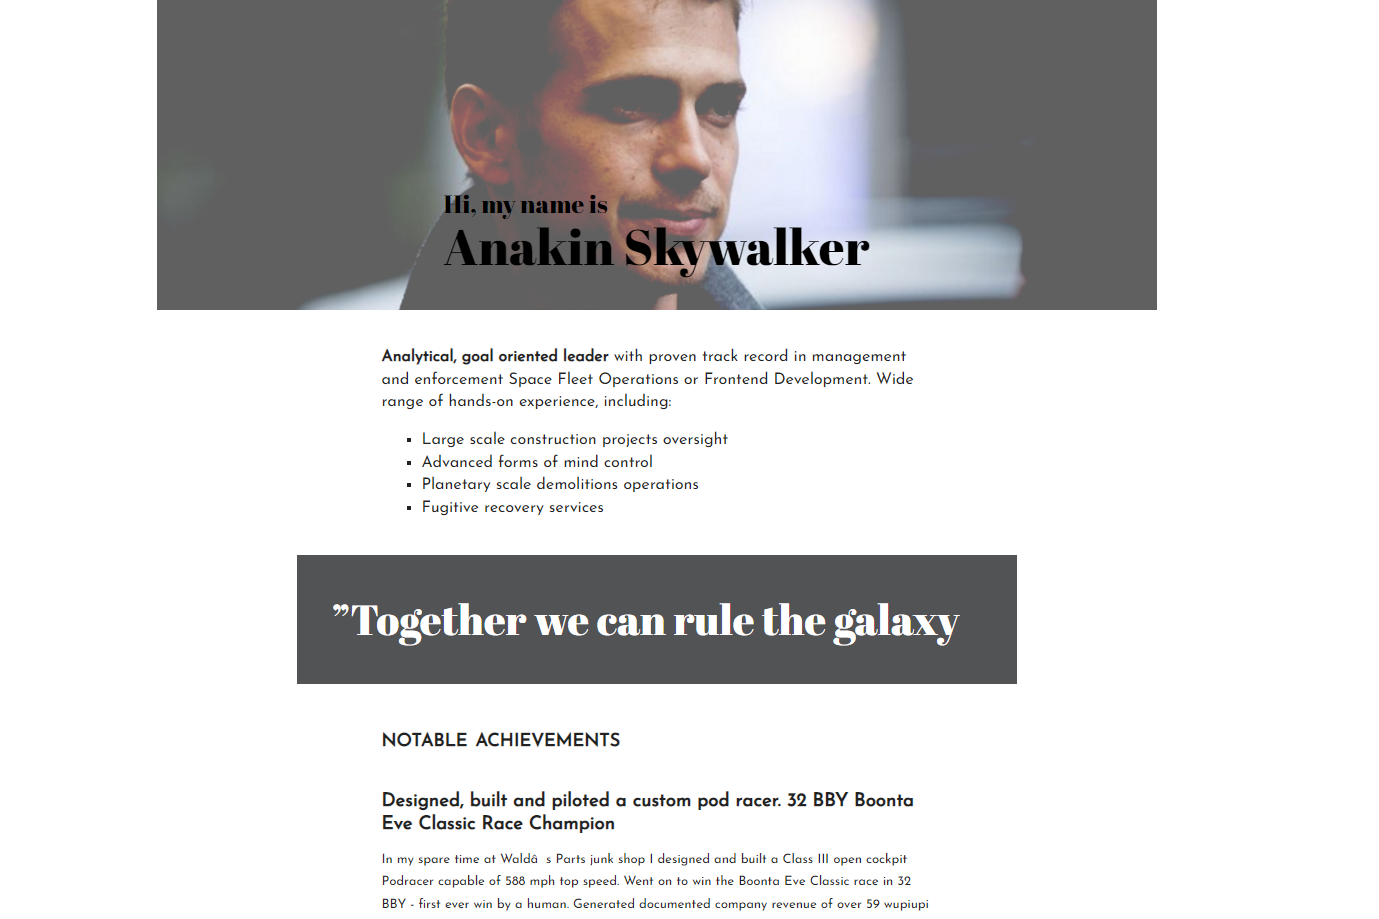 Hi, my name is
Anakin Skywalker
Analytical, goal oriented leader with proven track record in management
and enforcement Space Fleet Operations or Frontend Development. Wide
range of hands-on experience, including:
Large scale construction projects oversight
Advanced forms of mind control
Planetary scale demolitions operations
Fugitive recovery services
”Together we can rule the galaxy
NOTABLE ACHIEVEMENTS
Designed, built and piloted a custom pod racer. 32 BBY Boonta
Eve Classic Race Champion
In my spare time at Waldâ s Parts junk shop I designed and built a Class III open cockpit
Podracer capable of 588 mph top speed. Went on to win the Boonta Eve Classic race in 32
BBY - first ever win by a human. Generated documented company revenue of over 59 wupiupi